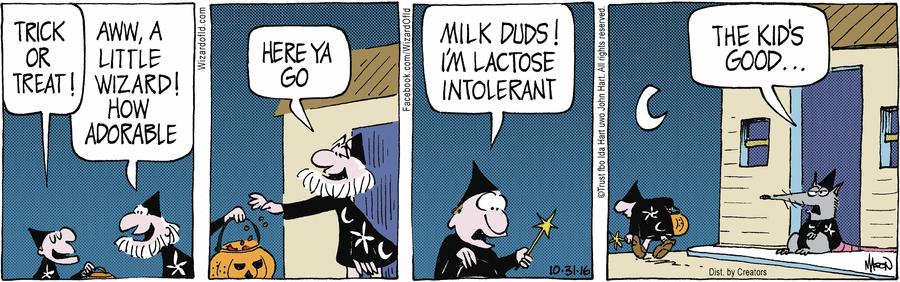 TRICK
OR
TREAT!
AWW, A
LITTLE
WIZARD!
HOW
ADORABLE
Wizardofid.com
HERE YA
GO
Facebook.com/WizardOfId
MILK DUDS!
I'M LACTOSE
INTOLERANT
10-31-16
©Trust fbo Ida Hart uwo John Hart. All rights reserved.
THE KID'S
GOOD...
Dist. by Creators
MASON